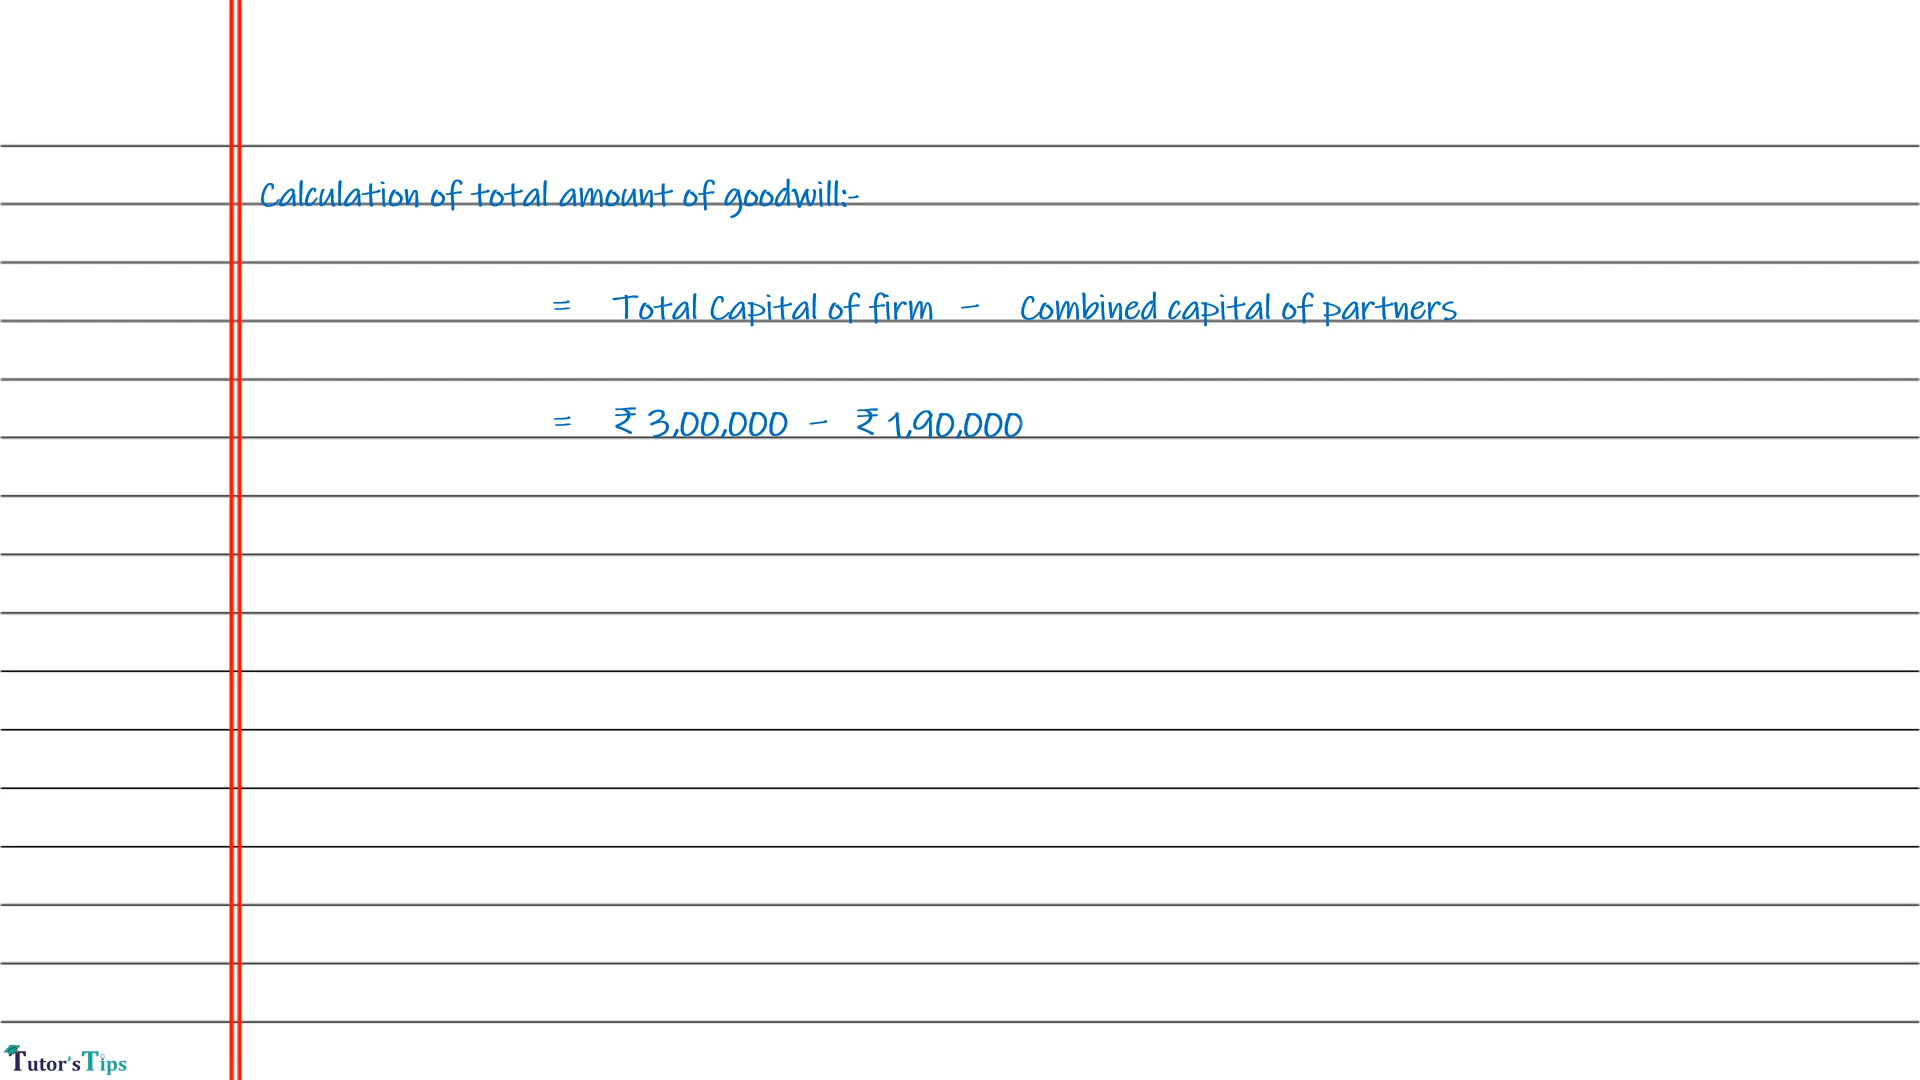 Calculation of total amount of goodwill:-
= Total Capital of firm - Combined capital of partners
= ₹ 3,00,000 - ₹ 1,90,000
Tutor'sTips